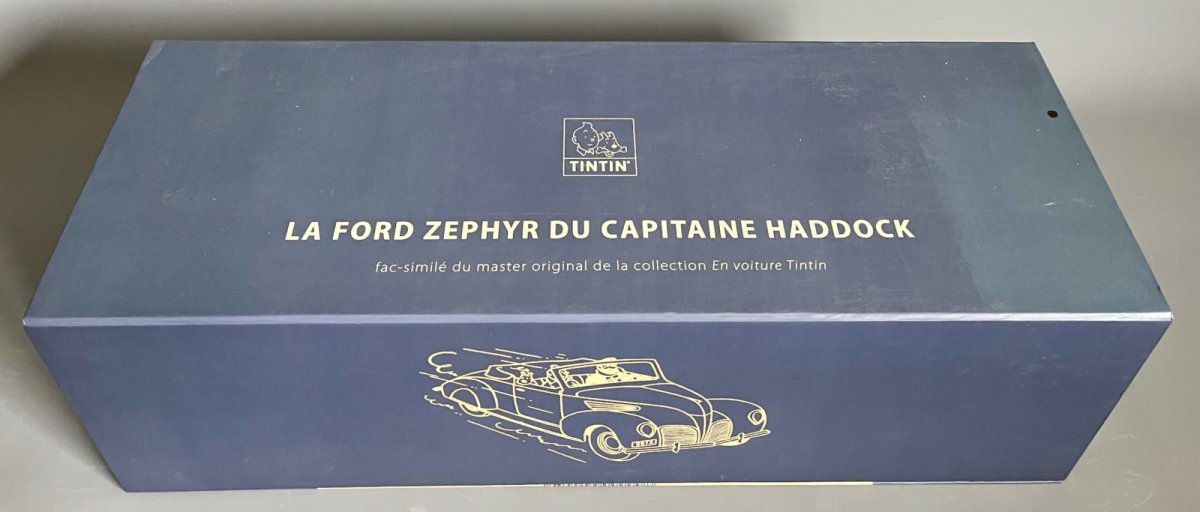 TINTIN
LA FORD ZEPHYR DU CAPITAINE HADDOCK
fac-similé du master original de la collection En voiture Tintin